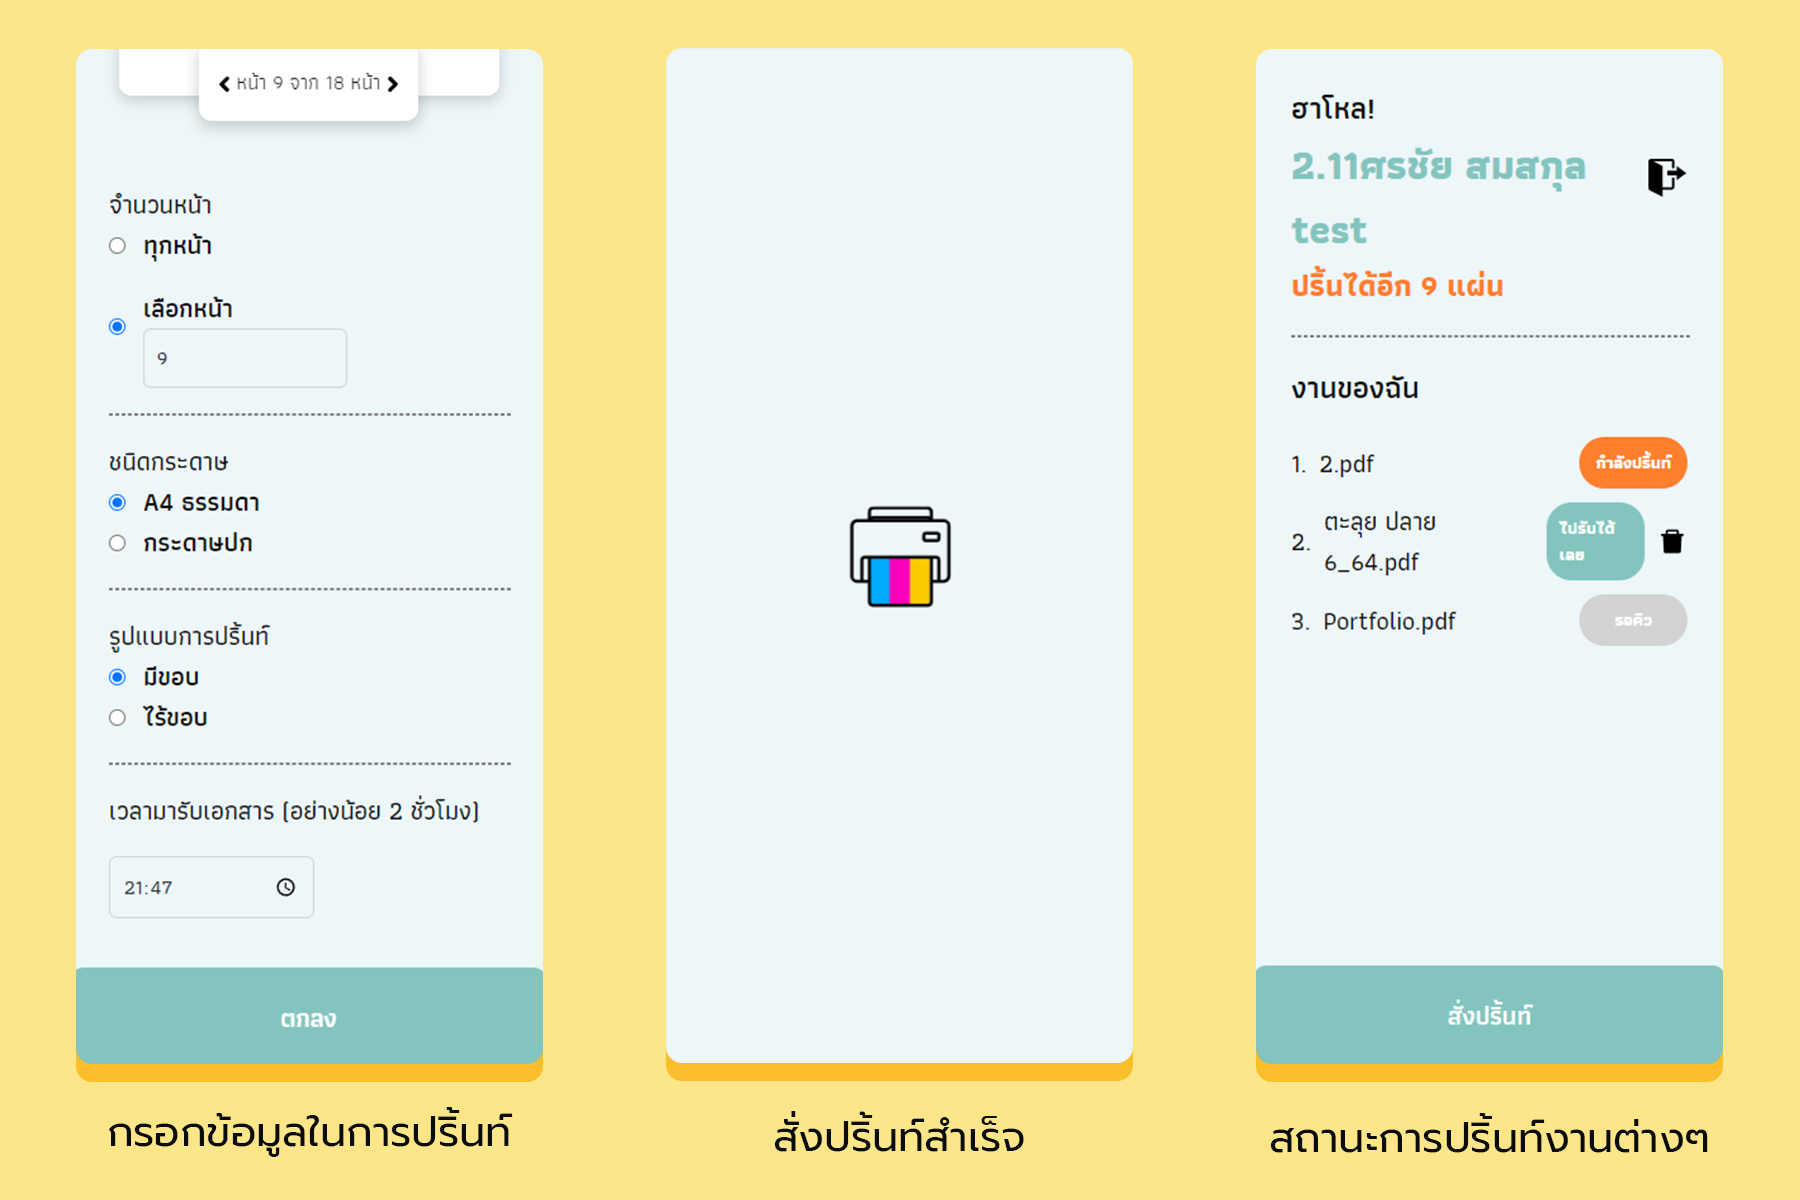 หน้า 9 จาก 18 หน้า
จำนวนหน้า
ทุกหน้า
เลือกหน้า
9
ชนิดกระดาษ
A4 ธรรมดา
กระดาษปก
รูปแบบการปริ้นท์
มีขอบ
ไร้ขอบ
เวลามารับเอกสาร (อย่างน้อย 2 ชั่วโมง)
21:47
ตกลง
กรอกข้อมูลในการปริ้นท์
สั่งปริ้นท์สำเร็จ
ฮาโหล!
2.11ศรชัย สมสกุล
test
ปริ้นได้อีก 9 แผ่น
งานของฉัน
1. 2.pdf
กำลังปริ้นท์
2. ตะลุย ปลาย
6_64.pdf
ไปรับได้
เลย
3. Portfolio.pdf
รอคิว
สั่งปริ้นท์
สถานะการปริ้นท์งานต่างๆ